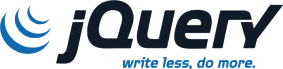 jQuery
write less, do more.